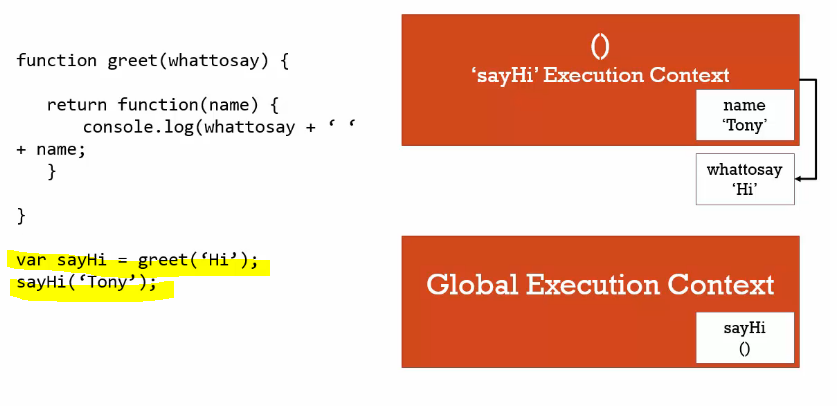 function greet(whattosay) {
return function(name) {
console.log(whattosay + ‘ ‘
+ name;
}
}
var sayHi = greet(‘Hi’);
sayHi(‘Tony’);
()
‘sayHi’ Execution Context
name
‘Tony’
whattosay
‘Hi’
Global Execution Context
sayHi
()